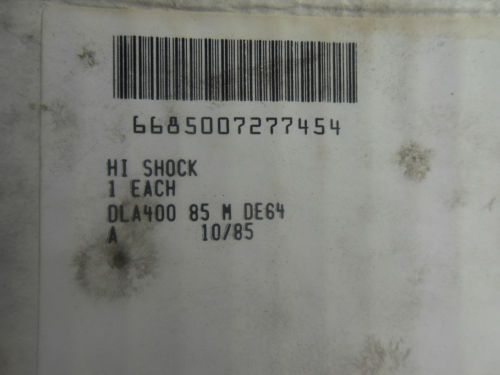 6685007277454
HI SHOCK
1 EACH
DLA400 85 M DE64
A 10/85